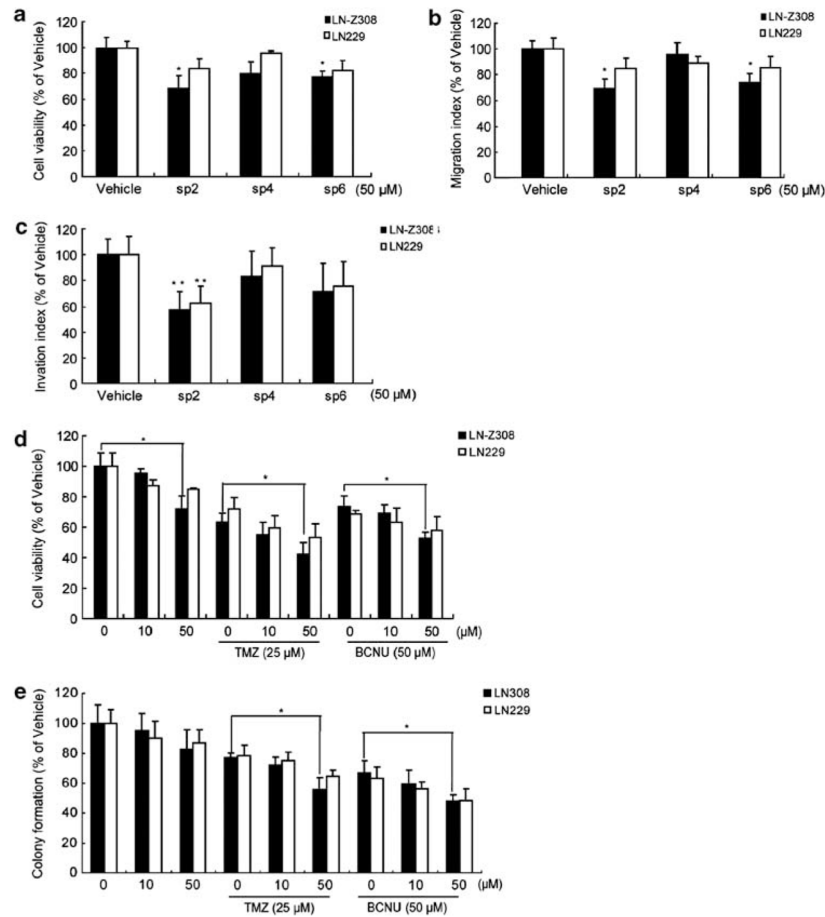 a
LN-Z308
LN229
Cell viability (% of Vehicle)
120
100
80
60
40
20
0
Vehicle sp2 sp4 sp6 (50 µM)
b
LN-Z308
LN229
Migration index (% of Vehicle)
120
100
80
60
40
20
0
* *
* *
Vehicle sp2 sp4 sp6 (50 µM)
c
LN-Z308
LN229
Invation index (% of Vehicle)
120
100
80
60
40
20
0
** **
Vehicle sp2 sp4 sp6 (50 µM)
d
LN-Z308
LN229
Cell viability (% of Vehicle)
120
100
80
60
40
20
0
* * *
0 10 50 0 10 50 0 10 50 (µM)
TMZ (25 µM) BCNU (50 µM)
e
LN308
LN229
Colony formation (% of Vehicle)
120
100
80
60
40
20
0
* *
0 10 50 0 10 50 0 10 50 (µM)
TMZ (25 µM) BCNU (50 µM)